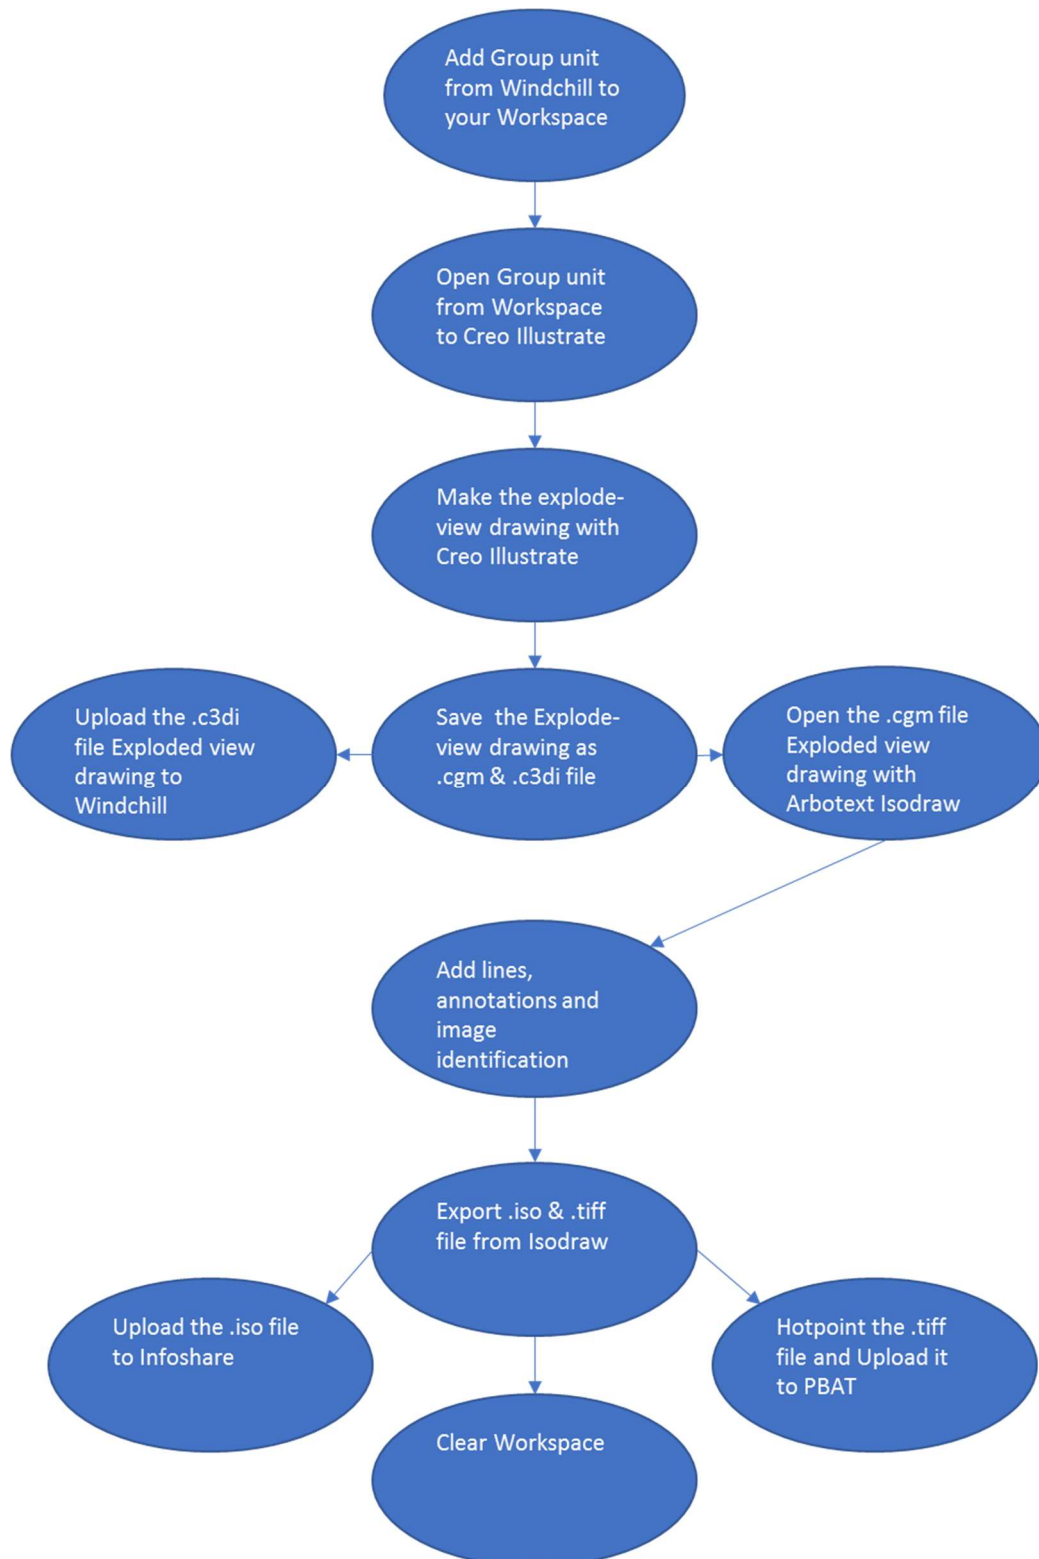 Add Group unit
from Windchill to
your Workspace
Open Group unit
from Workspace
to Creo Illustrate
Make the explode-
view drawing with
Creo Illustrate
Upload the .c3di
file Exploded view
drawing to
Windchill
Save the Explode-
view drawing as
.cgm & .c3di file
Open the .cgm file
Exploded view
drawing with
Arbotext Isodraw
Add lines,
annotations and
image
identification
Export .iso & .tiff
file from Isodraw
Upload the .iso file
to Infoshare
Hotpoint the .tiff
file and Upload it
to PBAT
Clear Workspace